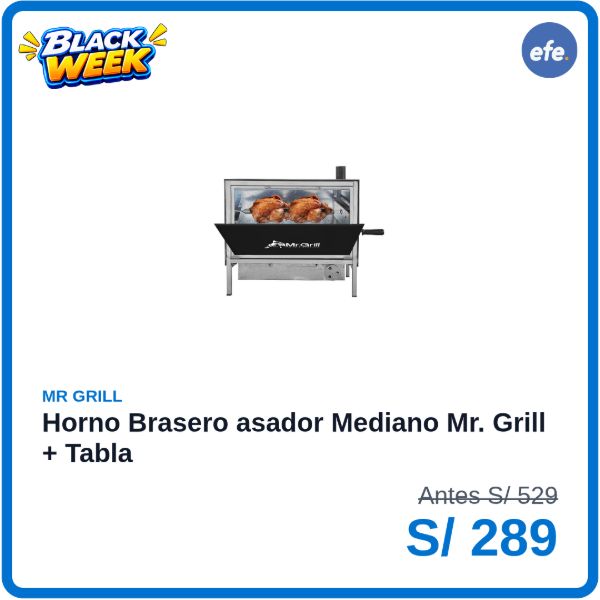 BLACK
WEEK
efe.
Mr.Grill
MR GRILL
Horno Brasero asador Mediano Mr. Grill
+ Tabla
Antes S/ 529
S/ 289